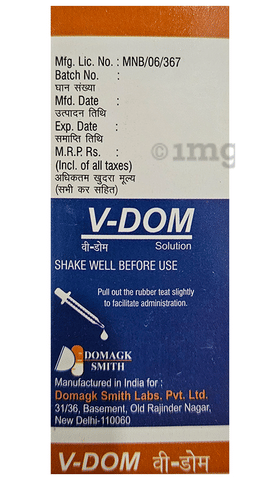 Mfg. Lic. No. : MNB/06/367
Batch No. :
घान संख्या
Mfd. Date :
उत्पादन तिथि
Exp. Date :
समाप्ति तिथि
M.R.P. Rs. :
(Incl. of all taxes)
अधिकतम खुदरा मूल्य
(सभी कर सहित)
1mg
V-DOM
वी-डोम Solution
SHAKE WELL BEFORE USE
Pull out the rubber teat slightly
to facilitate administration.
DOMAGK
SMITH
Manufactured in India for :
Domagk Smith Labs. Pvt. Ltd.
31/36, Basement, Old Rajinder Nagar,
New Delhi-110060
V-DOM वी-डोम